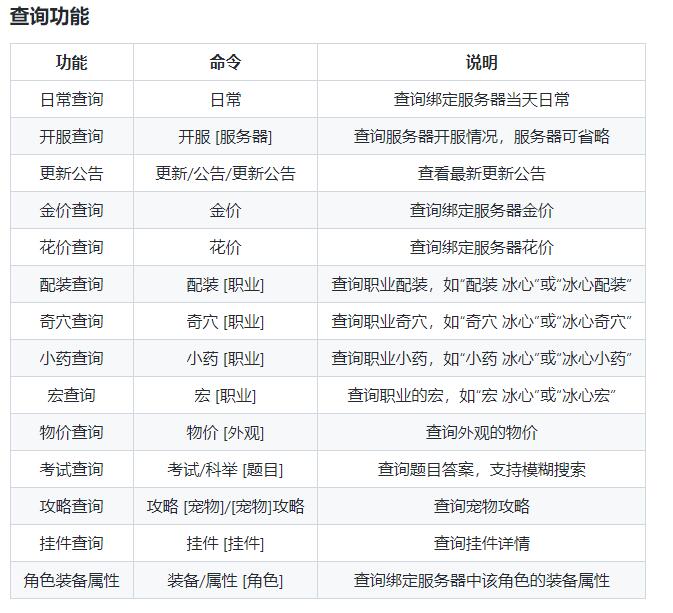 查询功能
功能 命令 说明
日常查询 日常 查询绑定服务器当天日常
开服查询 开服 [服务器] 查询服务器开服情况，服务器可省略
更新公告 更新/公告/更新公告 查看最新更新公告
金价查询 金价 查询绑定服务器金价
花价查询 花价 查询绑定服务器花价
配装查询 配装 [职业] 查询职业配装，如“配装 冰心”或“冰心配装”
奇穴查询 奇穴 [职业] 查询职业奇穴，如“奇穴 冰心”或“冰心奇穴”
小药查询 小药 [职业] 查询职业小药，如“小药 冰心”或“冰心小药”
宏查询 宏 [职业] 查询职业的宏，如“宏 冰心”或“冰心宏”
物价查询 物价 [外观] 查询外观的物价
考试查询 考试/科举 [题目] 查询题目答案，支持模糊搜索
攻略查询 攻略 [宠物]/[宠物]攻略 查询宠物攻略
挂件查询 挂件 [挂件] 查询挂件详情
角色装备属性 装备/属性 [角色] 查询绑定服务器中该角色的装备属性